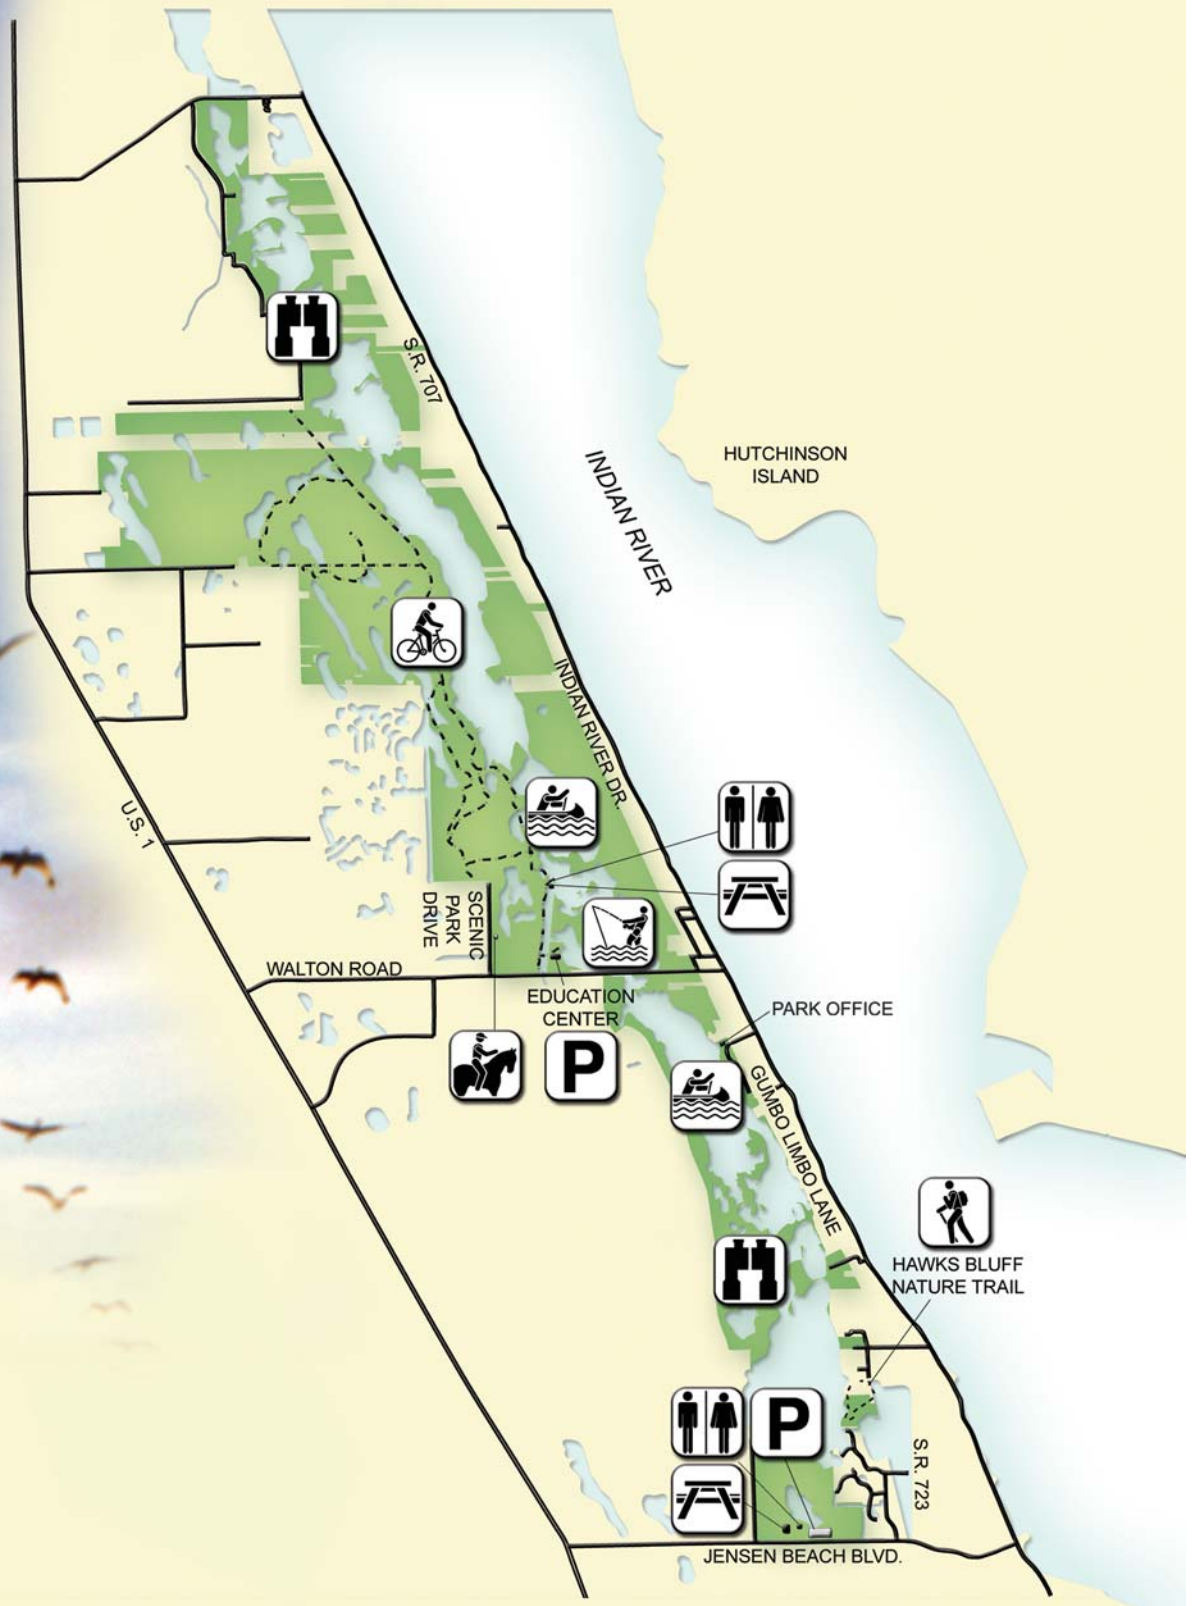 S.R. 707
HUTCHINSON
ISLAND
INDIAN RIVER
INDIAN RIVER DR.
U.S. 1
SCENIC
PARK
DRIVE
WALTON ROAD
EDUCATION
CENTER
PARK OFFICE
P
GUMBO LIMBO LANE
HAWKS BLUFF
NATURE TRAIL
P
S.R. 723
JENSEN BEACH BLVD.